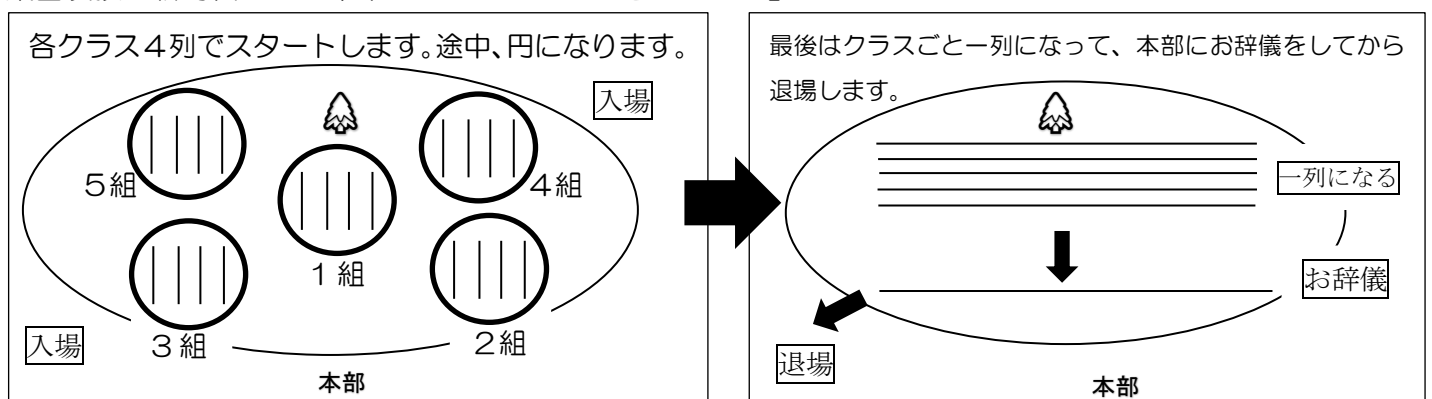 各クラス４列でスタートします。途中、円になります。
入場
５組
４組
１組
入場
３組
２組
本部
最後はクラスごと一列になって、本部にお辞儀をしてから
退場します。
一列になる
お辞儀
退場
本部